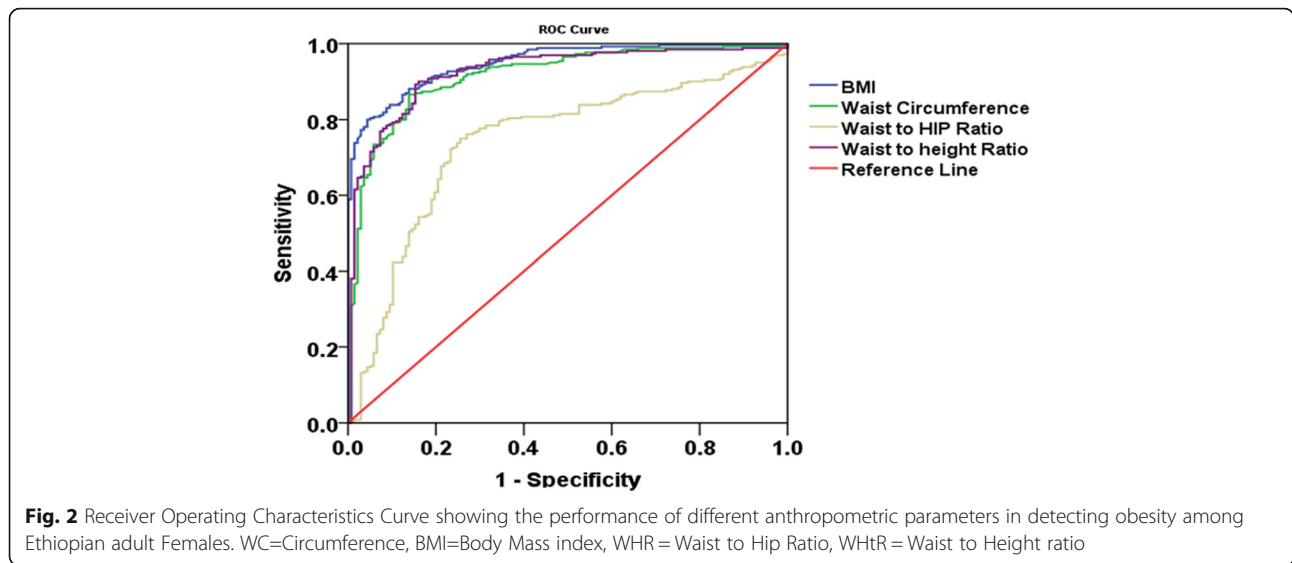 ROC Curve
1.0
0.8
0.6
0.4
0.2
0.0
Sensitivity
0.0 0.2 0.4 0.6 0.8 1.0
1 - Specificity
BMI
Waist Circumference
Waist to HIP Ratio
Waist to height Ratio
Reference Line
Fig. 2 Receiver Operating Characteristics Curve showing the performance of different anthropometric parameters in detecting obesity among
Ethiopian adult Females. WC=Circumference, BMI=Body Mass index, WHR = Waist to Hip Ratio, WHtR = Waist to Height ratio